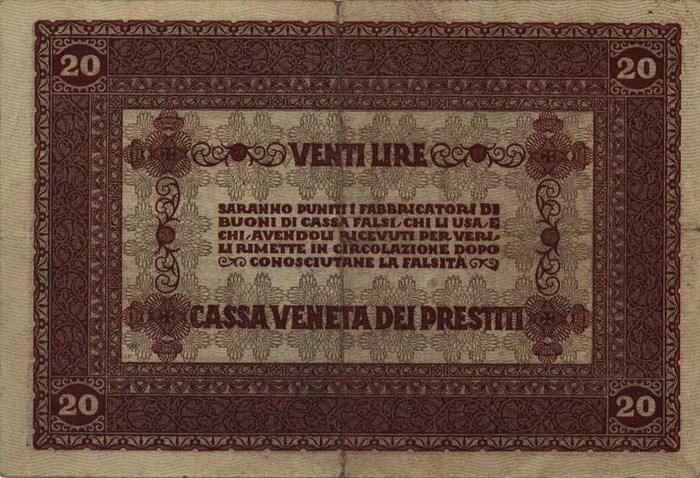 20 20
VENTI LIRE
SARANNO PUNITI I FABBRICATORI DI
BUONI DI CASSA FALSI, CHI LI USA, E
CHI, AVENDOLI RICEVUTI PER VERI,
LI RIMETTE IN CIRCOLAZIONE DOPO
CONOSCIUTANE LA FALSITÀ
CASSA VENETA DEI PRESTITI
20 20